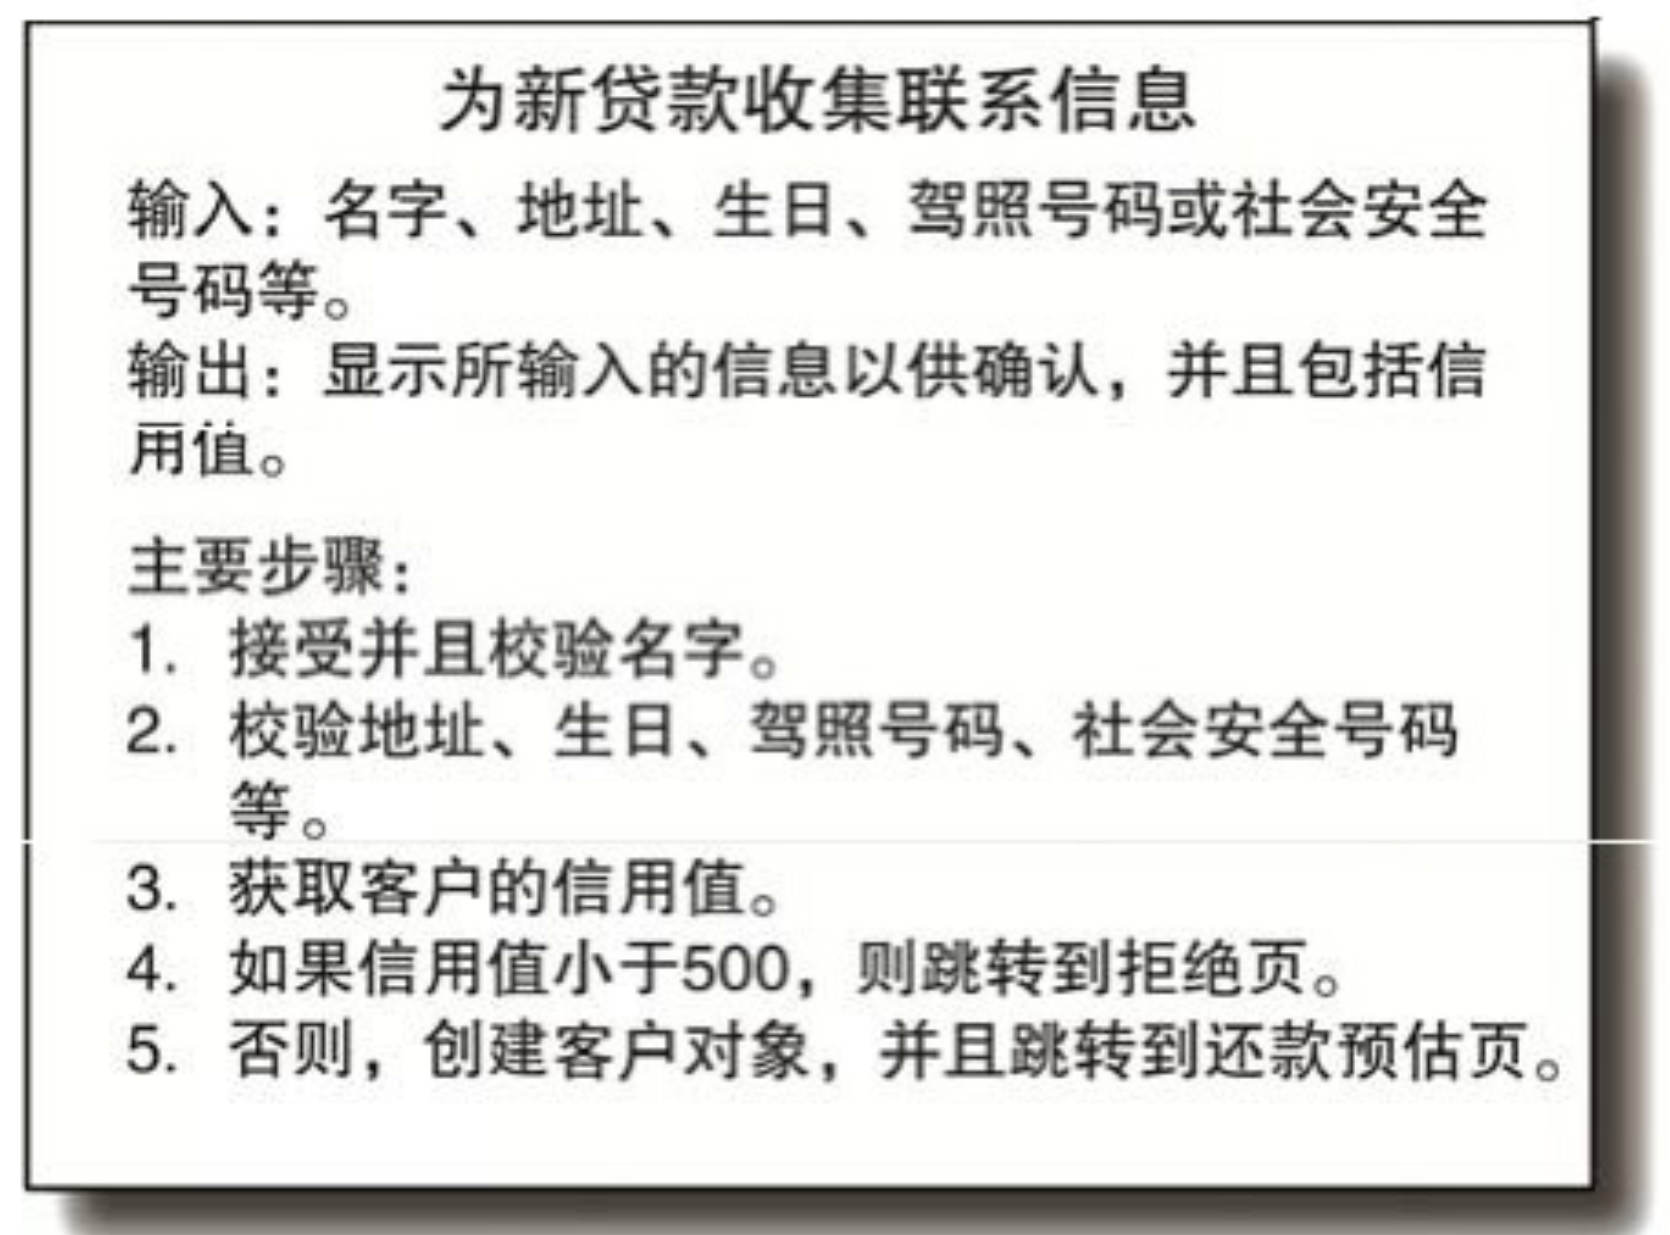 为新贷款收集联系信息
输入：名字、地址、生日、驾照号码或社会安全
号码等。
输出：显示所输入的信息以供确认，并且包括信
用值。
主要步骤：
1. 接受并且校验名字。
2. 校验地址、生日、驾照号码、社会安全号码
等。
3. 获取客户的信用值。
4. 如果信用值小于500，则跳转到拒绝页。
5. 否则，创建客户对象，并且跳转到还款预估页。